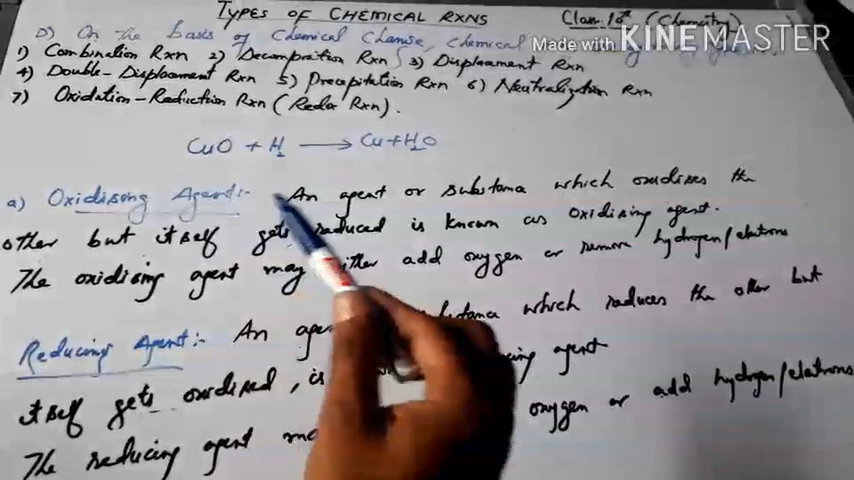 TYPES OF CHEMICAL RXNS Class 10th (Chemistry)
D) On the basis of Chemical Change, Chemical
Made with KINEMASTER
1) Combination Rxn 2) Decomposition Rxn 3) Displacement Rxn
4) Double-Displacement Rxn 5) Precipitation Rxn 6) Neutralization Rxn
7) Oxidation-Reduction Rxn (Redox Rxn).
CuO + H2 → Cu + H2O
a) Oxidising Agent:- An agent or substance which oxidises the
other but itself gets reduced is known as oxidising agent.
The oxidising agent may either add oxygen or remove hydrogen/electrons
Reducing Agent:- An agen which reduces the other but
itself gets oxidised, is agent
The reducing agent ma oxygen or add hydrogen/electrons